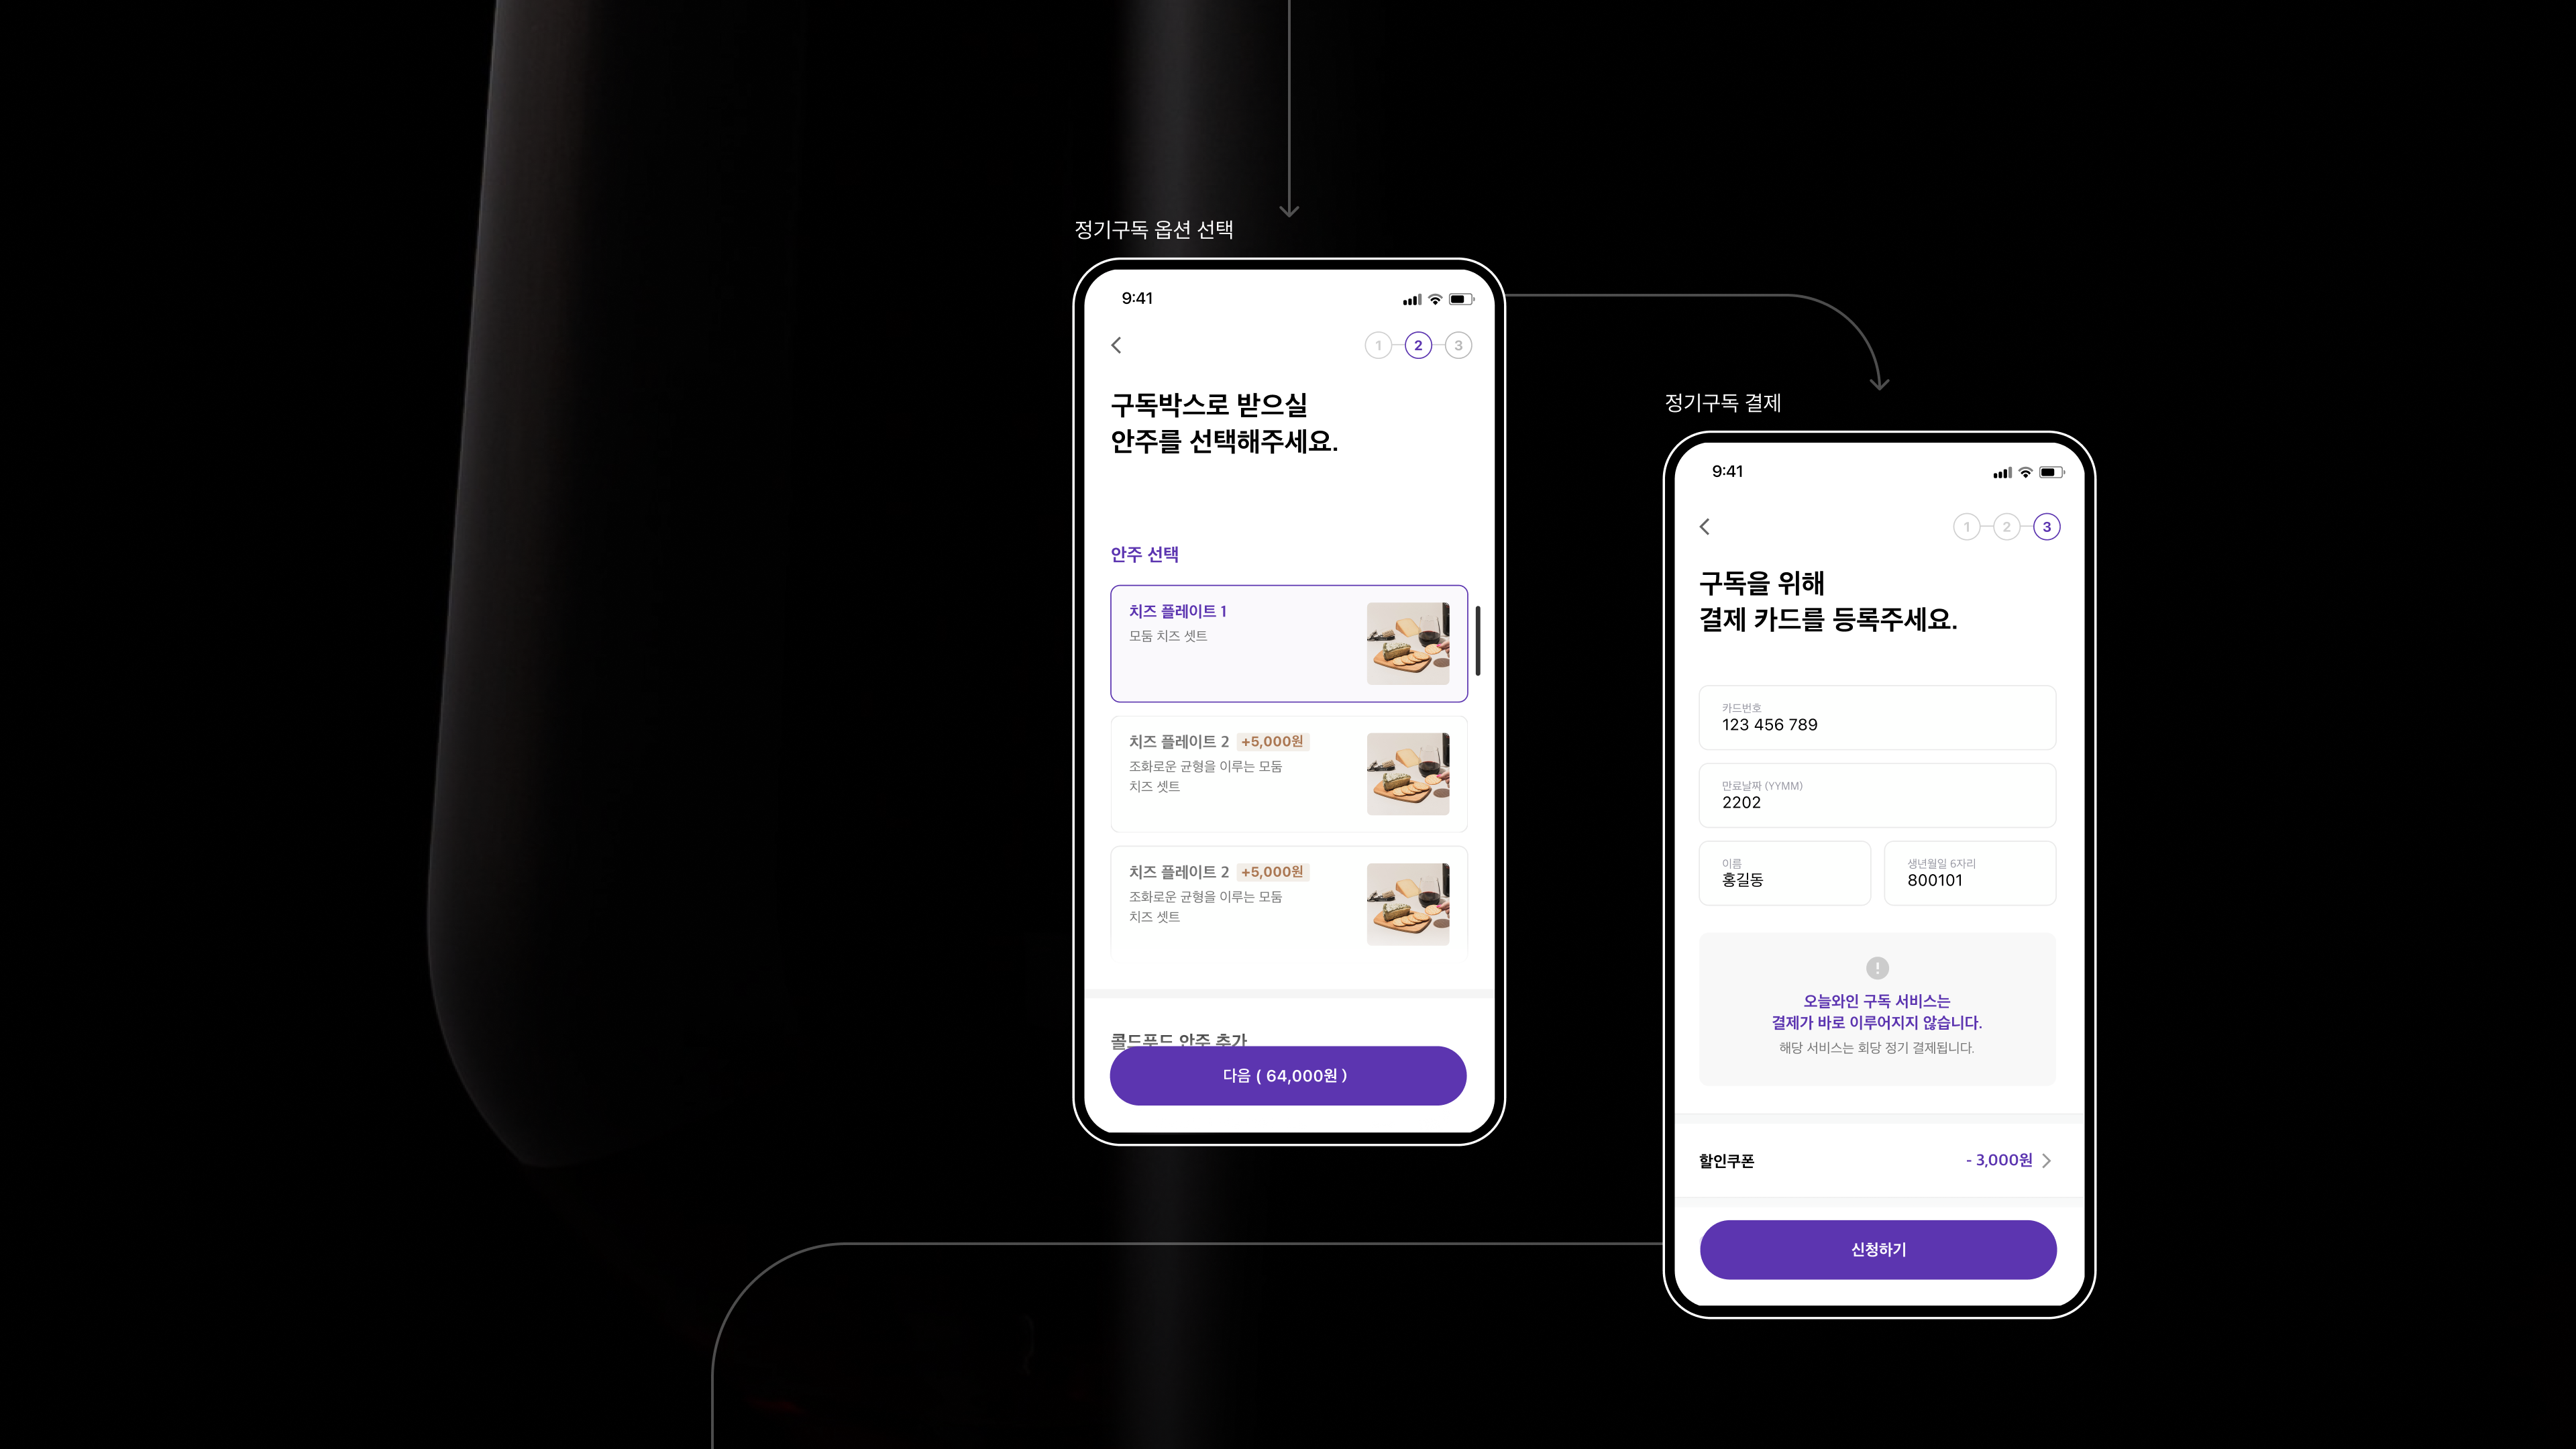 정기구독 옵션 선택
9:41
1 2 3
구독박스로 받으실
안주를 선택해주세요.
안주 선택
치즈 플레이트 1
모둠 치즈 셋트
치즈 플레이트 2 +5,000원
조화로운 균형을 이루는 모둠
치즈 셋트
치즈 플레이트 2 +5,000원
조화로운 균형을 이루는 모둠
치즈 셋트
콜드푸드 안주 추가
다음 ( 64,000원 )
정기구독 결제
9:41
1 2 3
구독을 위해
결제 카드를 등록주세요.
카드번호
123 456 789
만료날짜 (YYMM)
2202
이름
홍길동
생년월일 6자리
800101
오늘와인 구독 서비스는
결제가 바로 이루어지지 않습니다.
해당 서비스는 회당 정기 결제됩니다.
할인쿠폰
- 3,000원
신청하기